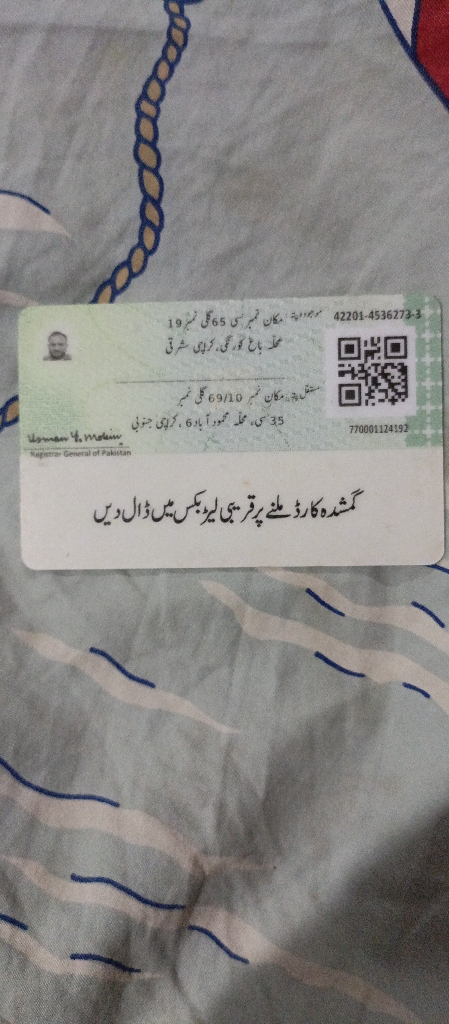 موجودہ پتہ: مکان نمبر سی 65 گلی نمبر 19
محلہ باغ کورنگی، کراچی شرقی
42201-4536273-3
مستقل پتہ: مکان نمبر 69/10 گلی نمبر
35 سی، محلہ محمود آباد 6، کراچی جنوبی
770001124192
Usman Y. Mobin
Registrar General of Pakistan
گمشدہ کارڈ ملنے پر قریبی لیٹر بکس میں ڈال دیں